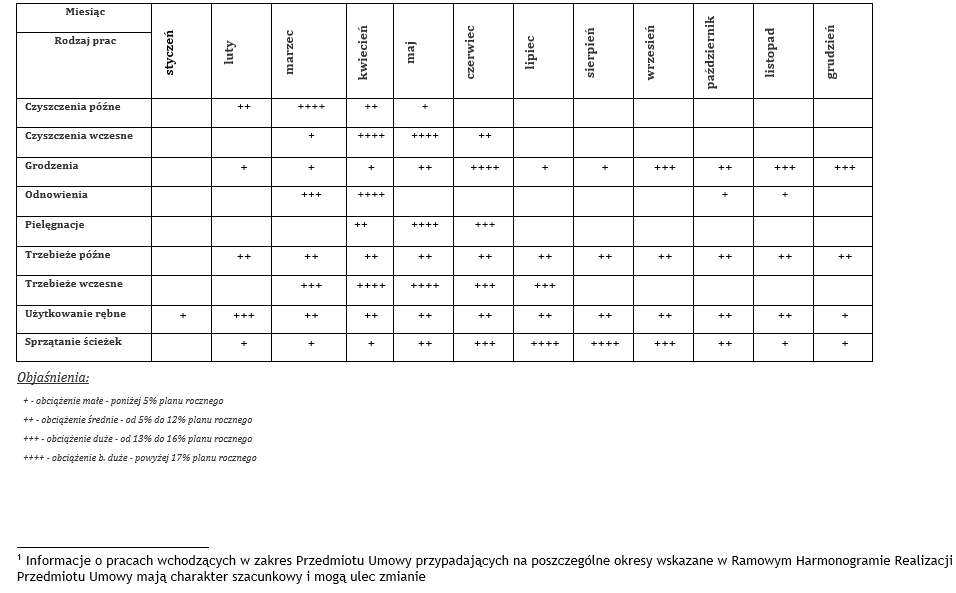 Miesiąc
Rodzaj prac
styczeń luty marzec kwiecień maj czerwiec lipiec sierpień wrzesień październik listopad grudzień
Czyszczenia późne ++ ++++ ++ +
Czyszczenia wczesne + ++++ ++++ ++
Grodzenia + + + ++ ++++ + + +++ ++ +++ +++
Odnowienia +++ ++++ + +
Pielęgnacje ++ ++++ +++
Trzebieże późne ++ ++ ++ ++ ++ ++ ++ ++ ++ ++ ++
Trzebieże wczesne +++ ++++ ++++ +++ +++
Użytkowanie rębne + +++ ++ ++ ++ ++ ++ ++ ++ ++ ++ +
Sprzątanie ścieżek + + + ++ +++ ++++ ++++ +++ ++ + +
Objaśnienia:
+ - obciążenie małe - poniżej 5% planu rocznego
++ - obciążenie średnie - od 5% do 12% planu rocznego
+++ - obciążenie duże - od 13% do 16% planu rocznego
++++ - obciążenie b. duże - powyżej 17% planu rocznego
1 Informacje o pracach wchodzących w zakres Przedmiotu Umowy przypadających na poszczególne okresy wskazane w Ramowym Harmonogramie Realizacji
Przedmiotu Umowy mają charakter szacunkowy i mogą ulec zmianie